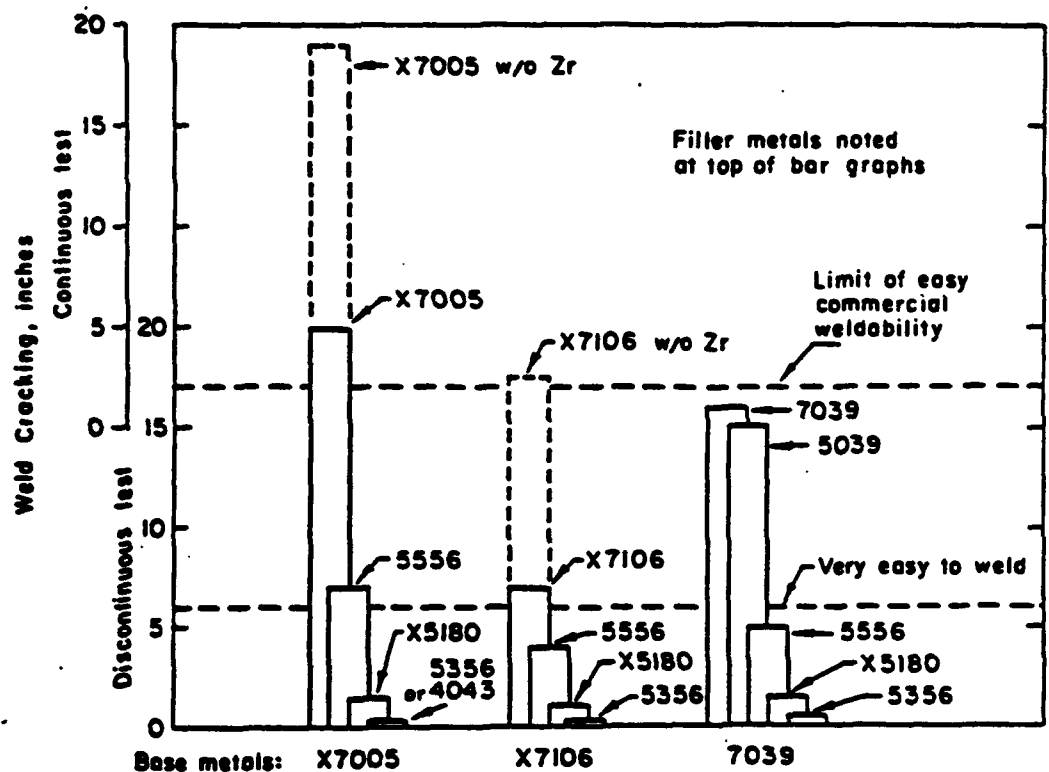 Weld Cracking, inches
Continuous test
Discontinuous test
20
15
10
5
0
20
15
10
5
0
X7005 w/o Zr
X7005
5556
X5180
5356
or 4043
X7106 w/o Zr
X7106
5556
X5180
5356
Filler metals noted
at top of bar graphs
Limit of easy
commercial
weldability
7039
5039
Very easy to weld
5556
X5180
5356
Base metals: X7005 X7106 7039